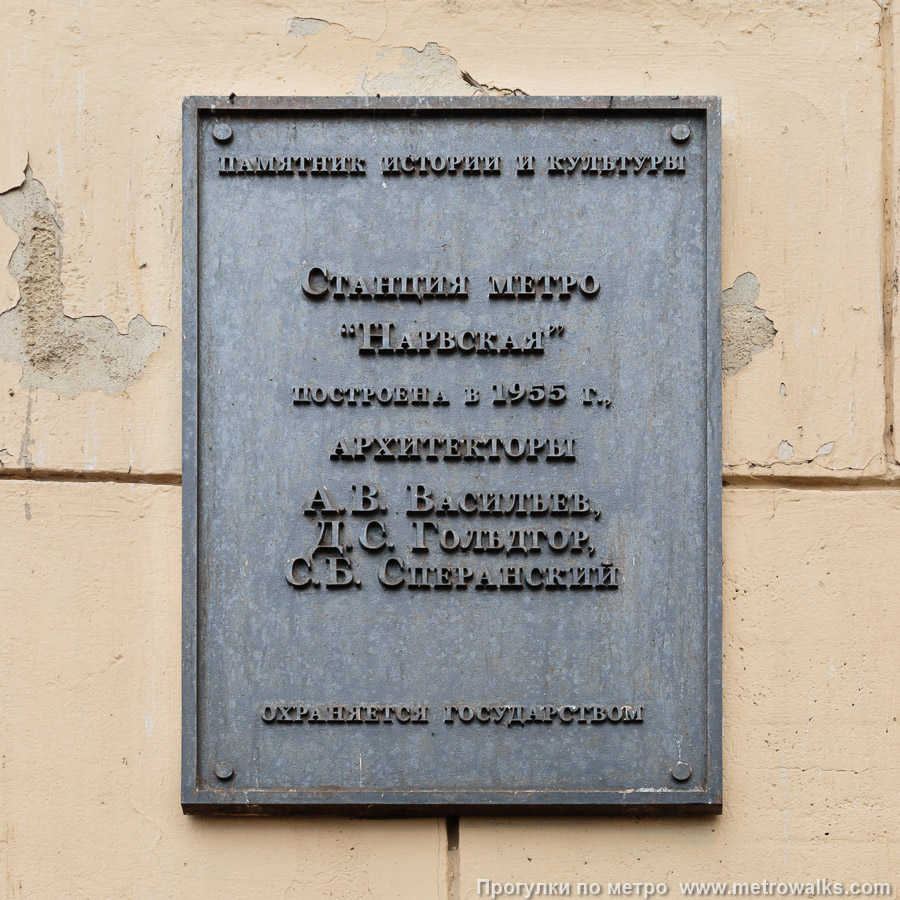 ПАМЯТНИК ИСТОРИИ И КУЛЬТУРЫ
СТАНЦИЯ МЕТРО
“НАРВСКАЯ”
ПОСТРОЕНА В 1955 Г.,
АРХИТЕКТОРЫ
А.В. ВАСИЛЬЕВ,
Д.С. ГОЛЬДГОР,
С.Б. СПЕРАНСКИЙ
ОХРАНЯЕТСЯ ГОСУДАРСТВОМ
Прогулки по метро www.metrowalks.com